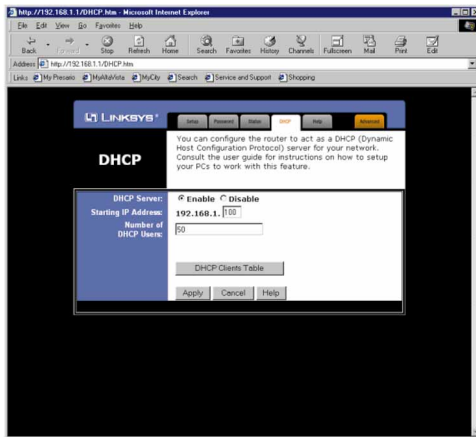 http://192.168.1.1/DHCP.htm - Microsoft Internet Explorer
File Edit View Go Favorites Help
Back Forward Stop Refresh Home Search Favorites History Channels Fullscreen Mail Print Edit
Address http://192.168.1.1/DHCP.htm
Links My Presario MyAltaVista MyCity Search Service and Support Shopping
LINKSYS® Setup Password Status DHCP Help Advanced
DHCP
You can configure the router to act as a DHCP (Dynamic
Host Configuration Protocol) server for your network.
Consult the user guide for instructions on how to setup
your PCs to work with this feature.
DHCP Server: Enable Disable
Starting IP Address: 192.168.1. 100
Number of
DHCP Users: 50
DHCP Clients Table
Apply Cancel Help